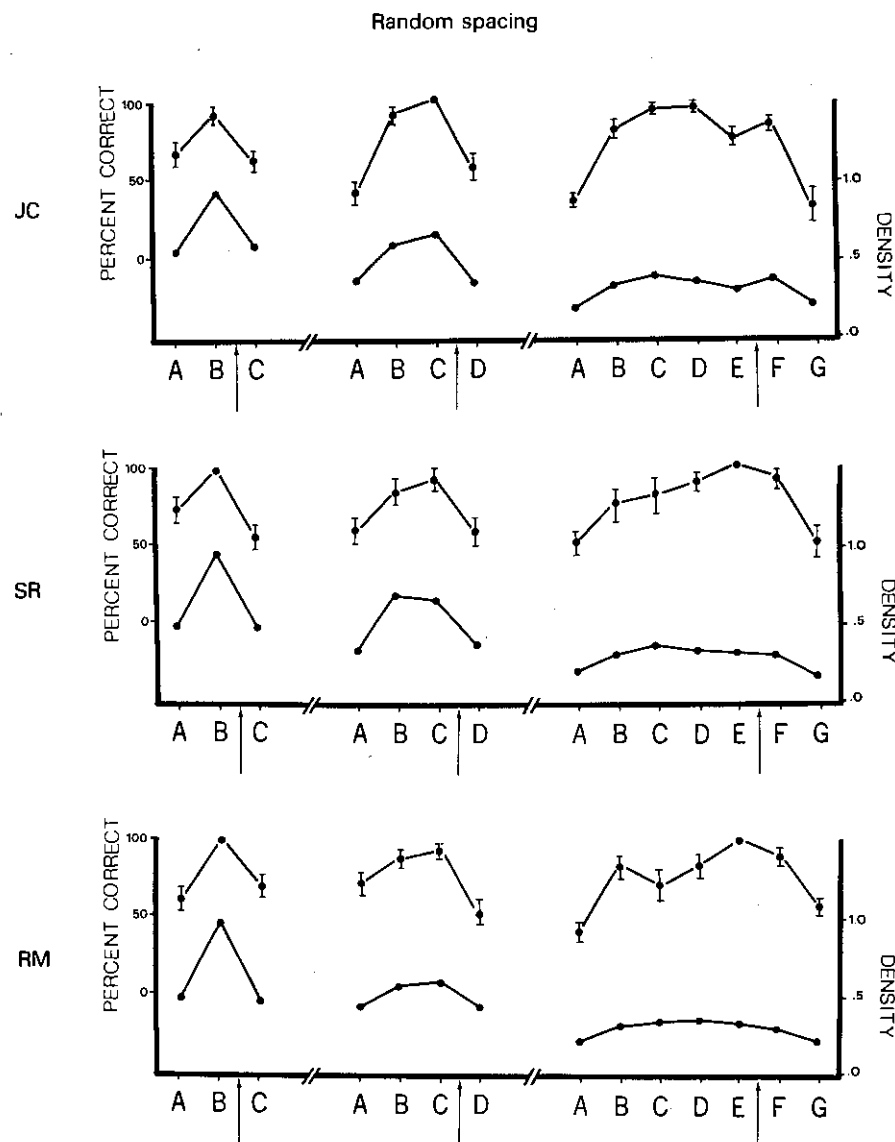 Random spacing
JC
PERCENT CORRECT
100
50
0
1.0
.5
.0
DENSITY
A B C A B C D A B C D E F G
SR
PERCENT CORRECT
100
50
0
1.0
.5
.0
DENSITY
A B C A B C D A B C D E F G
RM
PERCENT CORRECT
100
50
0
1.0
.5
.0
DENSITY
A B C A B C D A B C D E F G